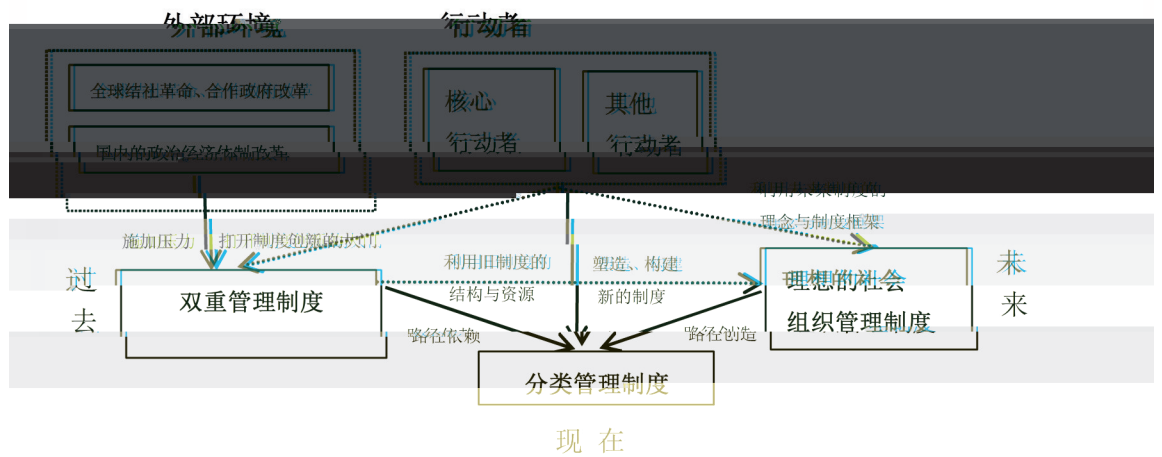 外部环境
行动者
全球结社革命、合作政府改革
国内的政治经济体制改革
核心
行动者
其他
行动者
利用未来制度的
理念与制度框架
施加压力
打开制度创新的大门
过
去
双重管理制度
利用旧制度的
结构与资源
塑造、构建
新的制度
理想的社会
组织管理制度
未
来
路径依赖
路径创造
分类管理制度
现 在